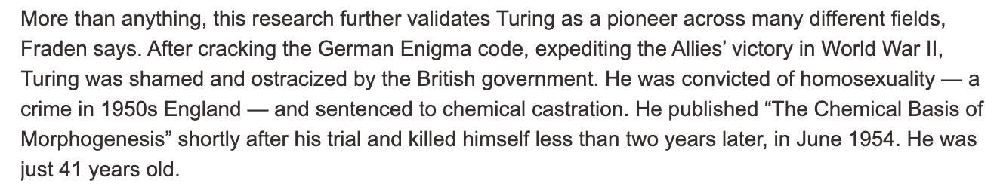 More than anything, this research further validates Turing as a pioneer across many different fields,
Fraden says. After cracking the German Enigma code, expediting the Allies’ victory in World War II,
Turing was shamed and ostracized by the British government. He was convicted of homosexuality — a
crime in 1950s England — and sentenced to chemical castration. He published “The Chemical Basis of
Morphogenesis” shortly after his trial and killed himself less than two years later, in June 1954. He was
just 41 years old.